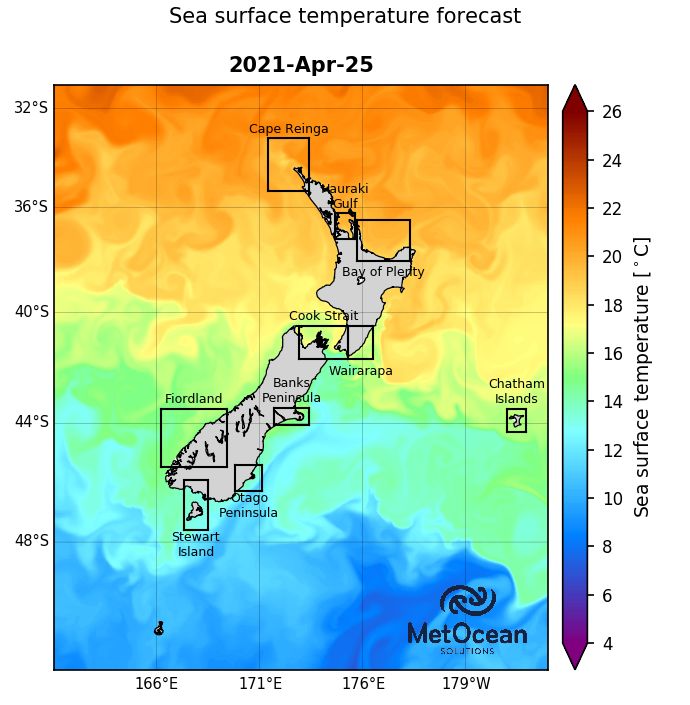 Sea surface temperature forecast
2021-Apr-25
32°S
36°S
40°S
44°S
48°S
166°E
171°E
176°E
179°W
Cape Reinga
Hauraki
Gulf
Bay of Plenty
Cook Strait
Wairarapa
Banks
Peninsula
Fiordland
Chatham
Islands
Otago
Peninsula
Stewart
Island
MetOcean
SOLUTIONS
26
24
22
20
18
16
14
12
10
8
6
4
Sea surface temperature [°C]